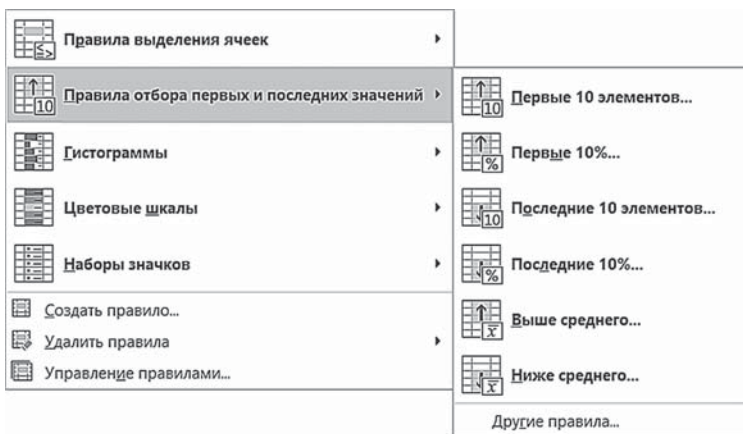 Правила выделения ячеек
Правила отбора первых и последних значений
Гистограммы
Цветовые шкалы
Наборы значков
Создать правило...
Удалить правила
Управление правилами...
Первые 10 элементов...
Первые 10%...
Последние 10 элементов...
Последние 10%...
Выше среднего...
Ниже среднего...
Другие правила...